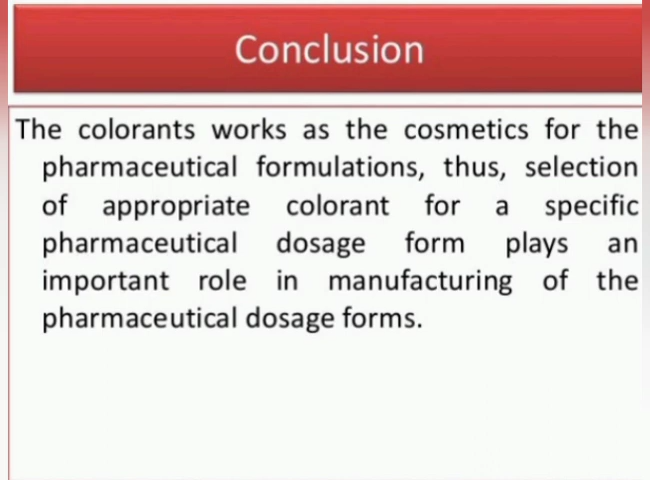 Conclusion
The colorants works as the cosmetics for the
pharmaceutical formulations, thus, selection
of appropriate colorant for a specific
pharmaceutical dosage form plays an
important role in manufacturing of the
pharmaceutical dosage forms.